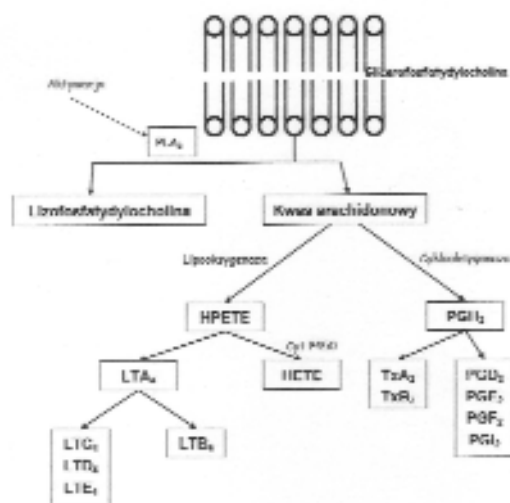 Glicerofosfatydylocholina
Aktywacja
PLA₂
Lizofosfatydylocholina
Kwas arachidonowy
Lipooksygenaza
Cyklooksygenaza
HPETE
PGH₂
Cyt P450
LTA₄
HETE
TxA₂
TxB₂
PGD₂
PGE₂
PGF₂
PGI₂
LTC₄
LTD₄
LTE₄
LTB₄